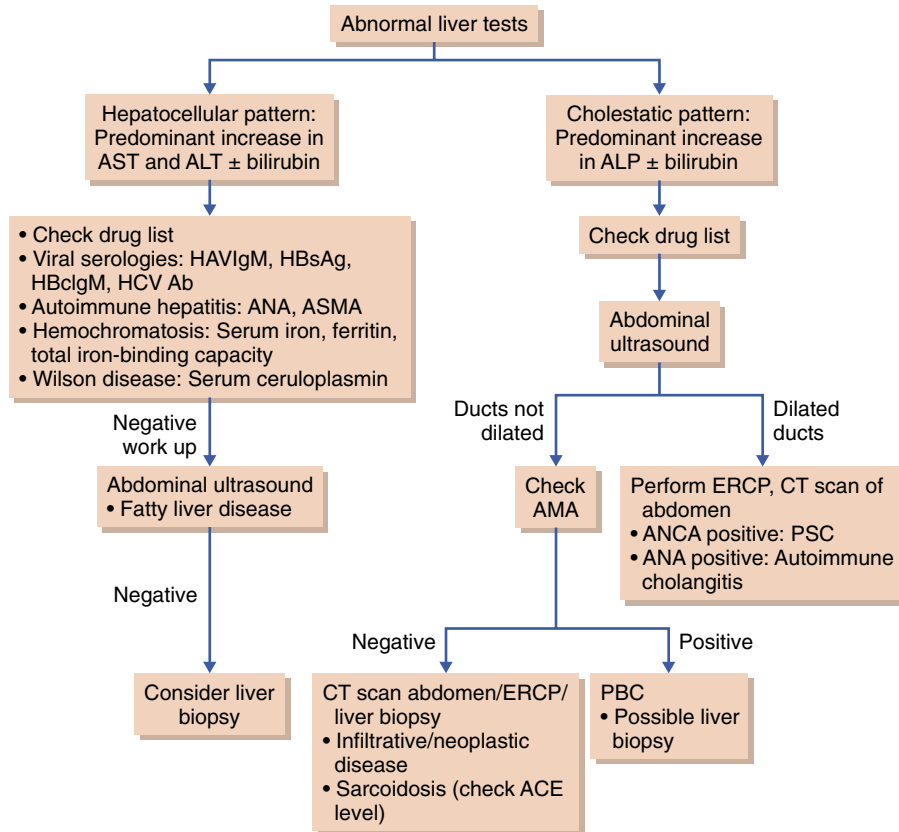 Abnormal liver tests
Hepatocellular pattern:
Predominant increase in
AST and ALT ± bilirubin
Cholestatic pattern:
Predominant increase
in ALP ± bilirubin
• Check drug list
• Viral serologies: HAVIgM, HBsAg,
HBcIgM, HCV Ab
• Autoimmune hepatitis: ANA, ASMA
• Hemochromatosis: Serum iron, ferritin,
total iron-binding capacity
• Wilson disease: Serum ceruloplasmin
Check drug list
Abdominal
ultrasound
Negative
work up
Ducts not
dilated
Dilated
ducts
Abdominal ultrasound
• Fatty liver disease
Check
AMA
Perform ERCP, CT scan of
abdomen
• ANCA positive: PSC
• ANA positive: Autoimmune
cholangitis
Negative
Negative
Positive
Consider liver
biopsy
CT scan abdomen/ERCP/
liver biopsy
• Infiltrative/neoplastic
disease
• Sarcoidosis (check ACE
level)
PBC
• Possible liver
biopsy